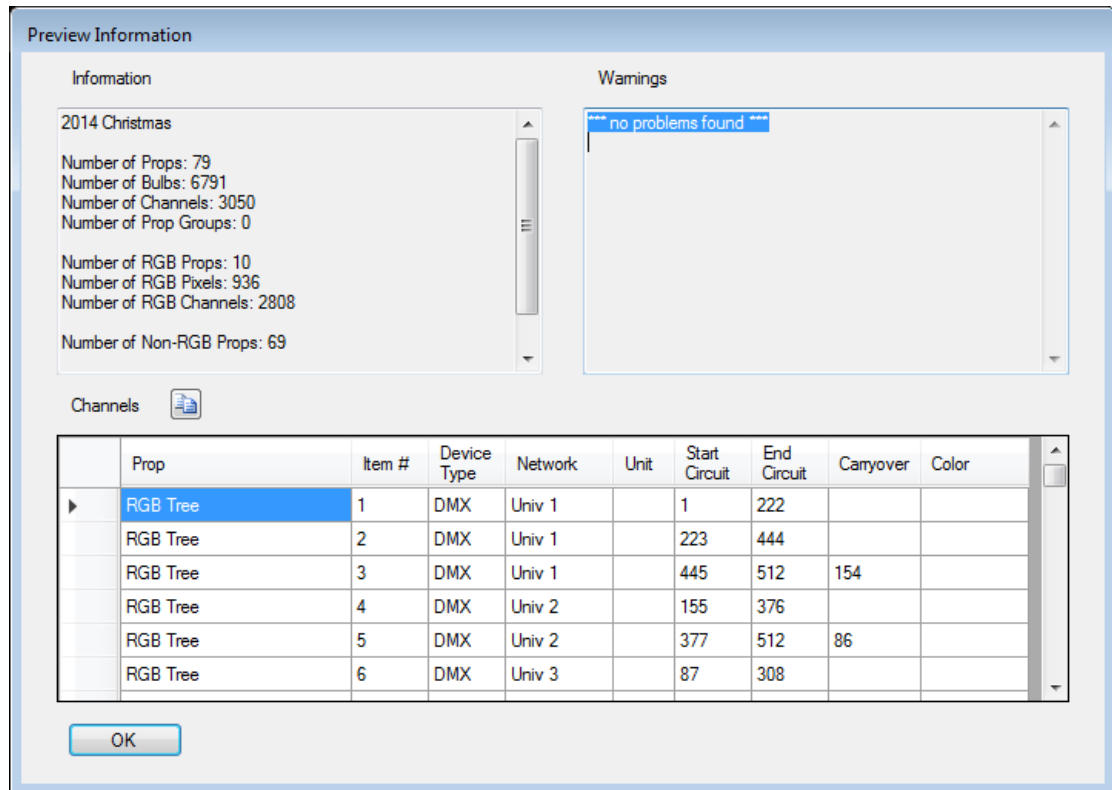 Preview Information
Information
Warnings
2014 Christmas
Number of Props: 79
Number of Bulbs: 6791
Number of Channels: 3050
Number of Prop Groups: 0
Number of RGB Props: 10
Number of RGB Pixels: 936
Number of RGB Channels: 2808
Number of Non-RGB Props: 69
*** no problems found ***
Channels
Prop Item # Device Type Network Unit Start Circuit End Circuit Carryover Color
RGB Tree 1 DMX Univ 1 1 222
RGB Tree 2 DMX Univ 1 223 444
RGB Tree 3 DMX Univ 1 445 512 154
RGB Tree 4 DMX Univ 2 155 376
RGB Tree 5 DMX Univ 2 377 512 86
RGB Tree 6 DMX Univ 3 87 308
OK